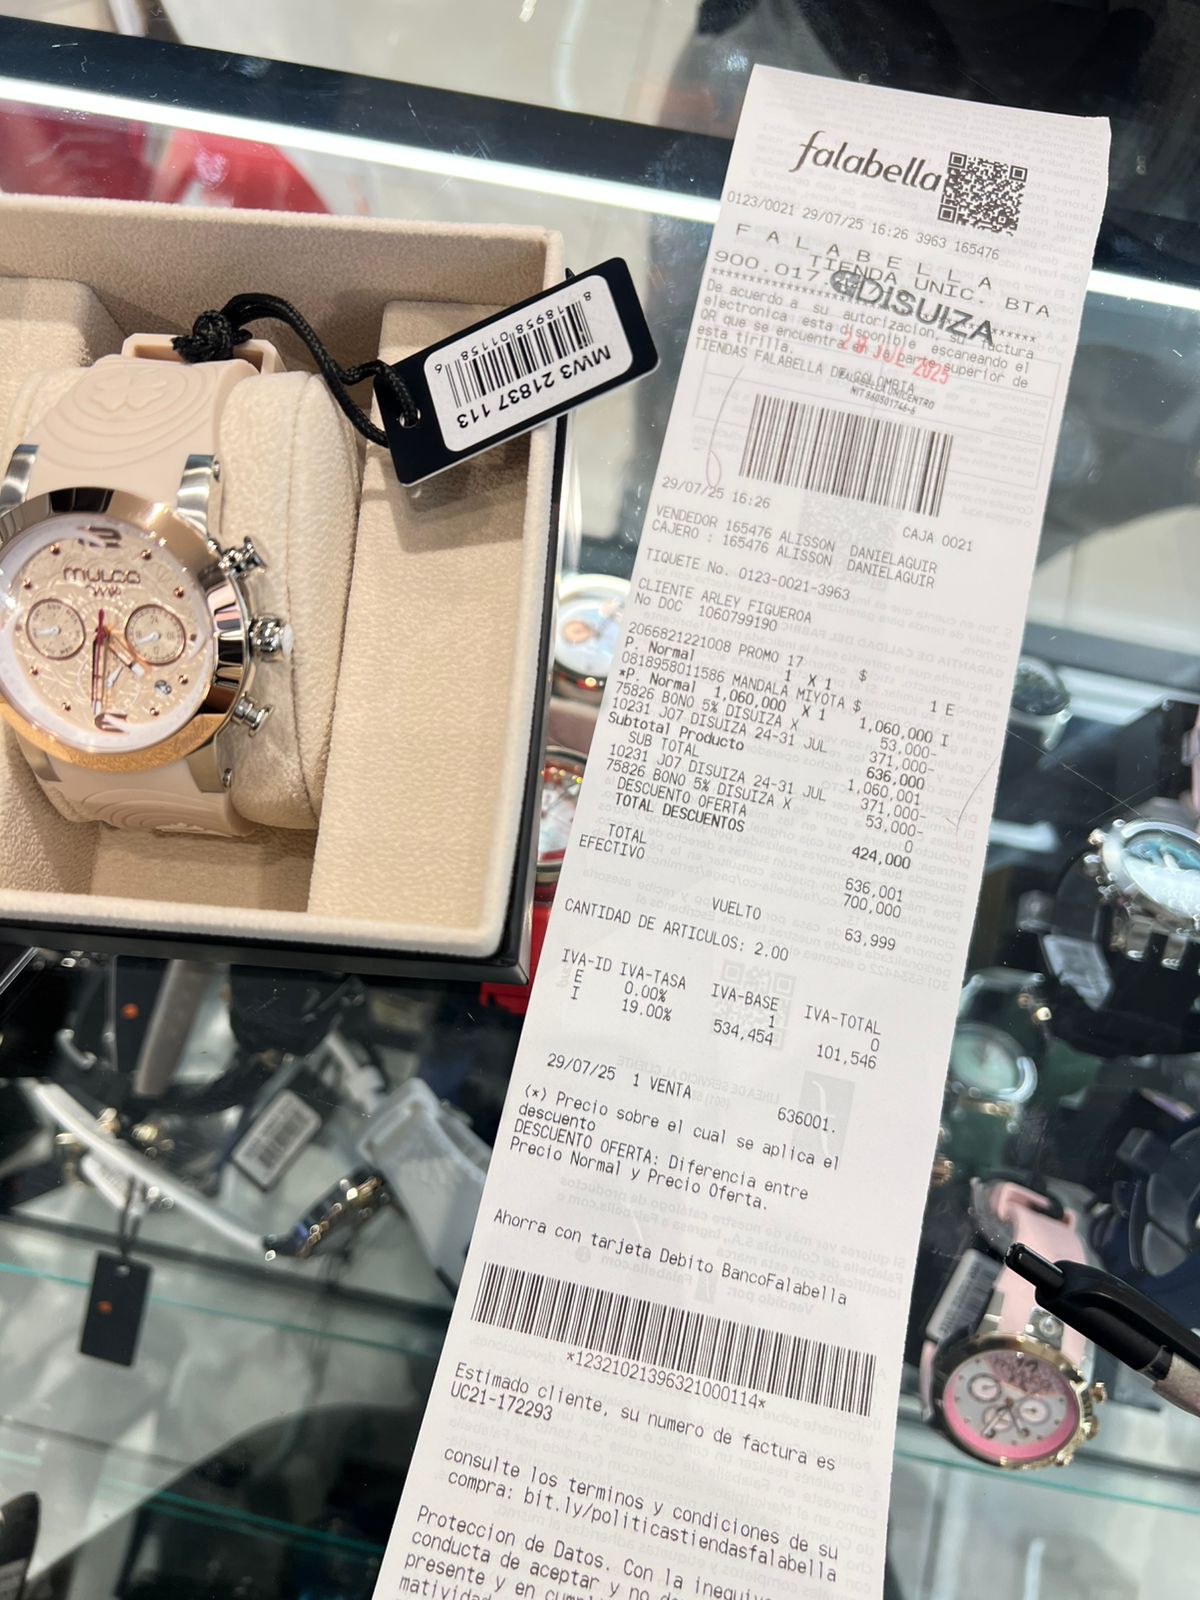 MULCO
MW3 21837 113
6
18958 01158
8
falabella
0123/0021 29/07/25 16:26 3963 165476
F A L A B E L L A
TIENDA UNIC. BTA
900.017.
DISUIZA
De acuerdo a su autorizacion, su factura
electronica esta disponible escaneando el
QR que se encuentra en la parte superior de
esta tirilla.
JUL 2025
TIENDAS FALABELLA DE COLOMBIA
FALABELLA UNICENTRO
NIT 860501746-6
29/07/25 16:26
CAJA 0021
VENDEDOR 165476 ALISSON DANIELAGUIR
CAJERO : 165476 ALISSON DANIELAGUIR
TIQUETE No. 0123-0021-3963
CLIENTE ARLEY FIGUEROA
No DOC 1060799190
2066821221008 PROMO 17 $
P. Normal 1 X 1 1 E
0818958011586 MANDALA MIYOTA $
*P. Normal 1.060,000 X 1 1,060,000 I
75826 BONO 5% DISUIZA X 53,000-
10231 J07 DISUIZA 24-31 JUL 371,000-
Subtotal Producto 636,000
SUB TOTAL 1,060,001
10231 J07 DISUIZA 24-31 JUL 371,000-
75826 BONO 5% DISUIZA X 53,000-
DESCUENTO OFERTA 0
TOTAL DESCUENTOS 424,000
TOTAL 636,001
EFECTIVO 700,000
VUELTO 63,999
CANTIDAD DE ARTICULOS: 2.00
IVA-ID IVA-TASA IVA-BASE IVA-TOTAL
E 0.00% 1 0
I 19.00% 534,454 101,546
29/07/25 1 VENTA 636001.
(*) Precio sobre el cual se aplica el
descuento
DESCUENTO OFERTA: Diferencia entre
Precio Normal y Precio Oferta.
Ahorra con tarjeta Debito BancoFalabella
*12321021396321000114*
Estimado cliente, su numero de factura es
UC21-172293
consulte los terminos y condiciones de su
compra: bit.ly/politicastiendasfalabella
Proteccion de Datos. Con la inequiv
conducta de aceptar y no de
presente y en
matividad